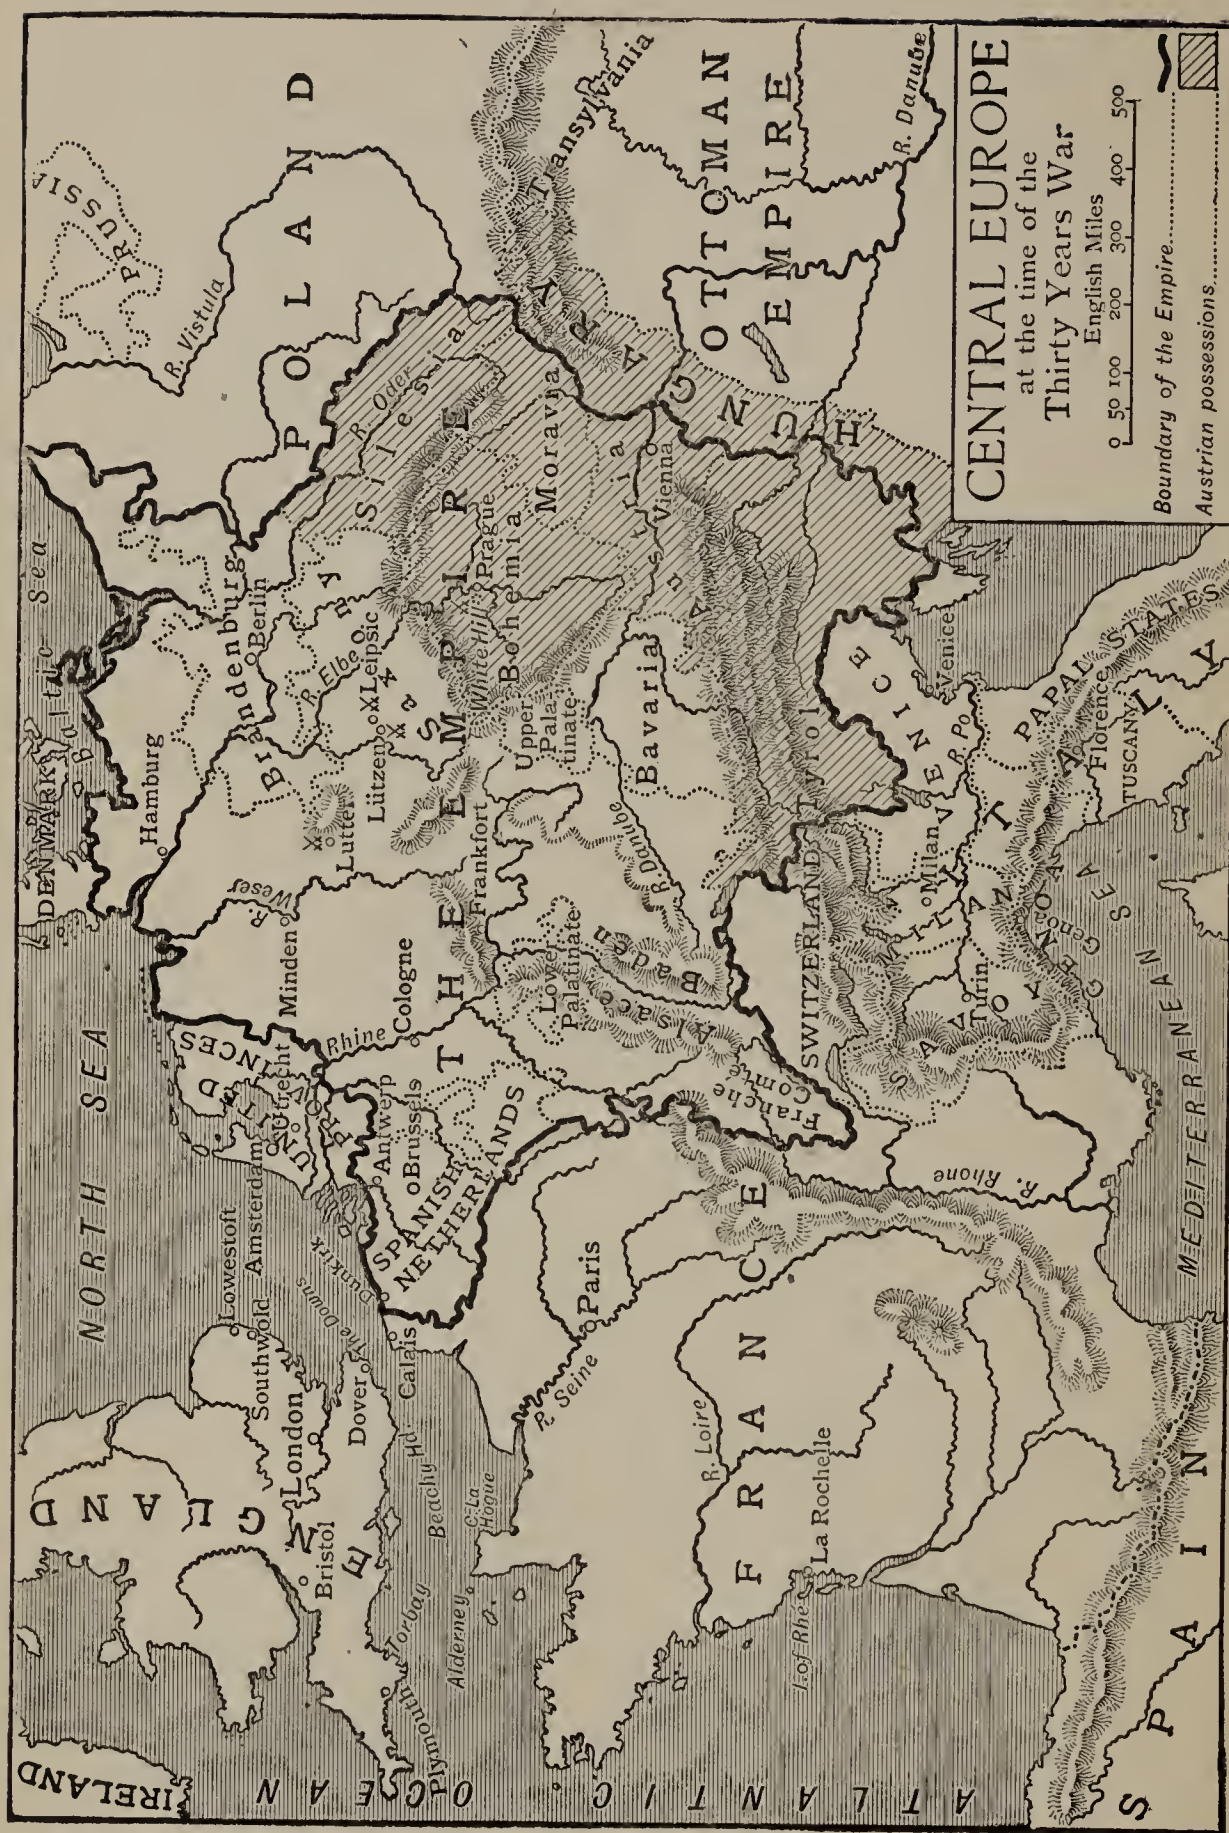 CENTRAL EUROPE
at the time of the
Thirty Years War
English Miles
0 50 100 200 300 400 500
Boundary of the Empire
Austrian possessions
IRELAND
ENGLAND
Bristol
London
Lowestoft
Southwold
Dover
The Downs
Plymouth
Torbay
Beachy Hd
Alderney
C. La Hogue
Calais
Dunkirk
NORTH SEA
ATLANTIC OCEAN
DENMARK
Baltic Sea
UNITED PROVINCES
Amsterdam
Utrecht
SPANISH NETHERLANDS
Antwerp
Brussels
Rhine
Cologne
Minden
R. Weser
Hamburg
Lutter
Lützen
Leipsic
R. Elbe
Berlin
Brandenburg
Saxony
THE EMPIRE
Frankfort
Lower Palatinate
Upper Palatinate
White Hill
Prague
Bohemia
Moravia
Silesia
R. Oder
R. Vistula
PRUSSIA
POLAND
Transylvania
HUNGARY
OTTOMAN EMPIRE
R. Danube
Vienna
Austria
Bavaria
R. Danube
Tyrol
Baden
Alsace
Franche Comté
SWITZERLAND
FRANCE
Paris
R. Seine
R. Loire
La Rochelle
I. of Rhé
R. Rhone
SAVOY
Turin
MILAN
Milan
GENOA
Genoa
VENICE
Venice
R. Po
PAPAL STATES
Florence
TUSCANY
ITALY
MEDITERRANEAN SEA
SPAIN